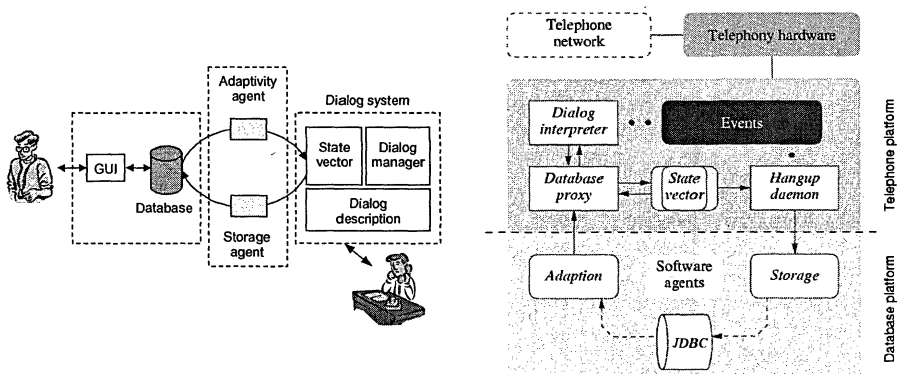 Adaptivity
agent
Dialog system
State
vector
Dialog
manager
GUI
Database
Dialog
description
Storage
agent
Telephone
network
Telephony hardware
Dialog
interpreter
Events
Database
proxy
State
vector
Hangup
daemon
Telephone platform
Adaption
Software
agents
Storage
JDBC
Database platform